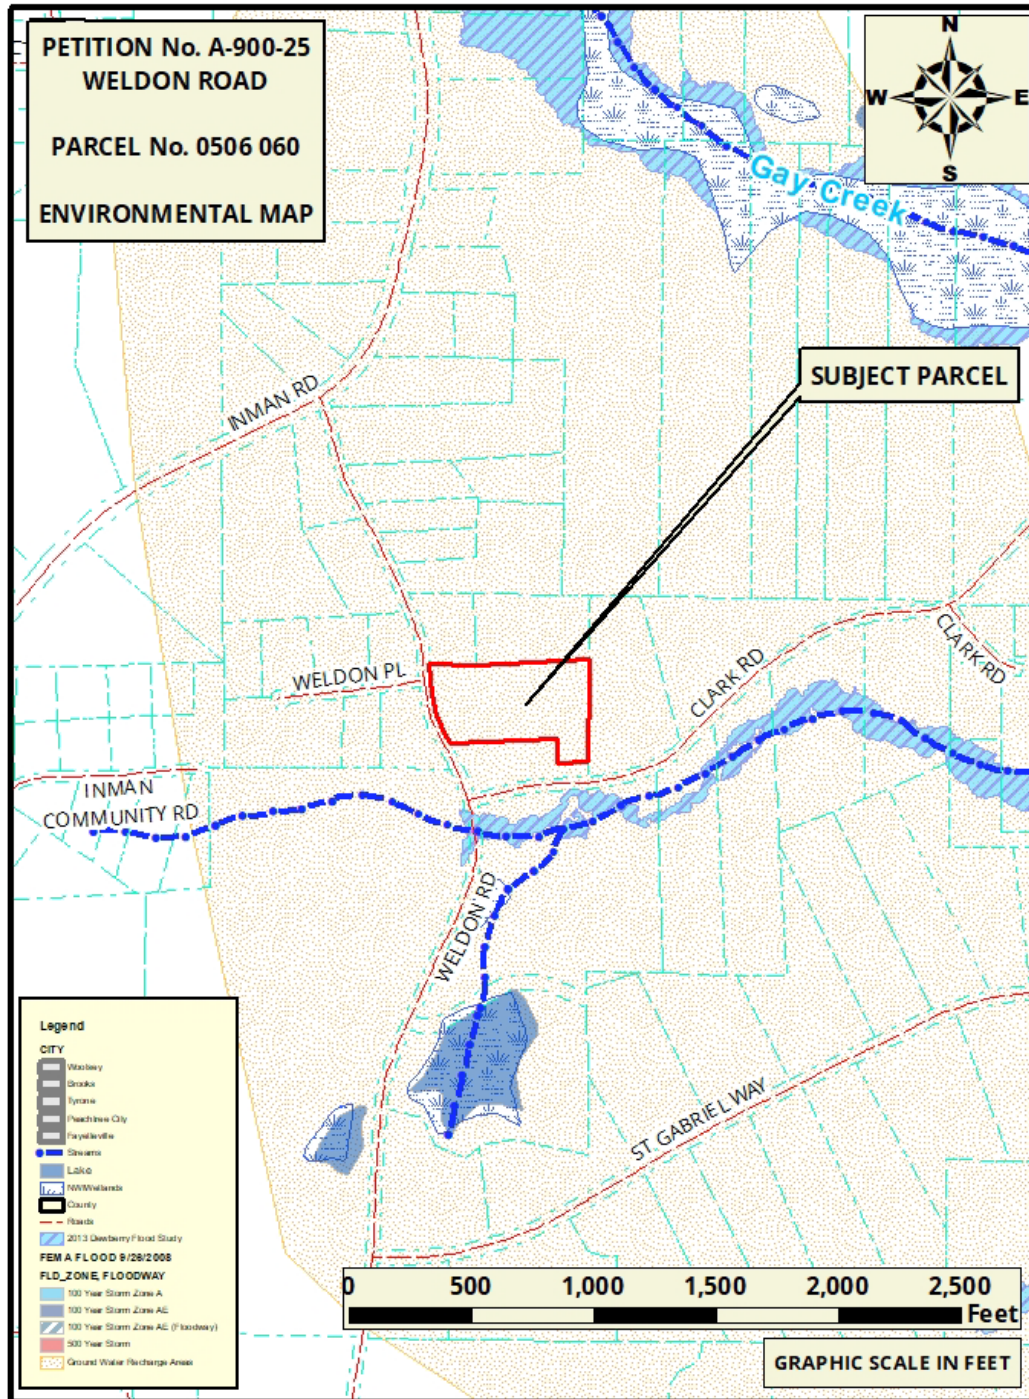 PETITION No. A-900-25
WELDON ROAD
PARCEL No. 0506 060
ENVIRONMENTAL MAP
N
W
E
S
Gay Creek
SUBJECT PARCEL
INMAN RD
CLARK RD
CLARK RD
WELDON PL
INMAN
COMMUNITY RD
WELDON RD
ST GABRIEL WAY
Legend
CITY
Woolsey
Brooks
Tyrone
Peachtree City
Fayetteville
Streams
Lake
NWIWetlands
County
Roads
2013 Dewberry Flood Study
FEMA FLOOD 9/26/2008
FLD_ZONE, FLOODWAY
100 Year Storm Zone A
100 Year Storm Zone AE
100 Year Storm Zone AE (Floodway)
500 Year Storm
Ground Water Recharge Areas
0 500 1,000 1,500 2,000 2,500
Feet
GRAPHIC SCALE IN FEET